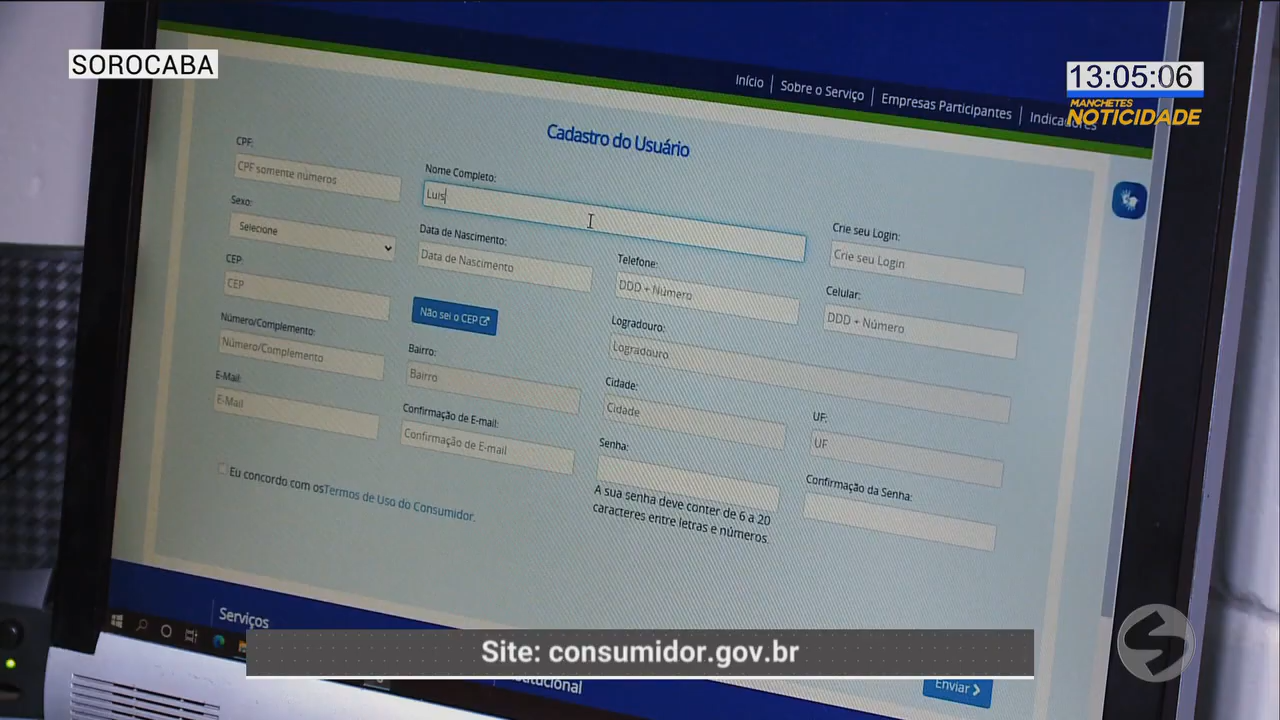 SOROCABA
13:05:06
MANCHETES
NOTICIDADE
Início
Sobre o Serviço
Empresas Participantes
Indicadores
Cadastro do Usuário
CPF:
CPF somente números
Nome Completo:
Luis
Crie seu Login:
Crie seu Login
Sexo:
Selecione
Data de Nascimento:
Data de Nascimento
Telefone:
DDD + Número
Celular:
DDD + Número
CEP
CEP
Não sei o CEP
Logradouro:
Logradouro
Número/Complemento:
Número/Complemento
Bairro:
Bairro
Cidade:
Cidade
UF:
UF
E-Mail:
E-Mail
Confirmação de E-mail:
Confirmação de E-mail
Senha:
A sua senha deve conter de 6 a 20
caracteres entre letras e números.
Confirmação da Senha:
Eu concordo com osTermos de Uso do Consumidor.
Serviços
Site: consumidor.gov.br
Enviar